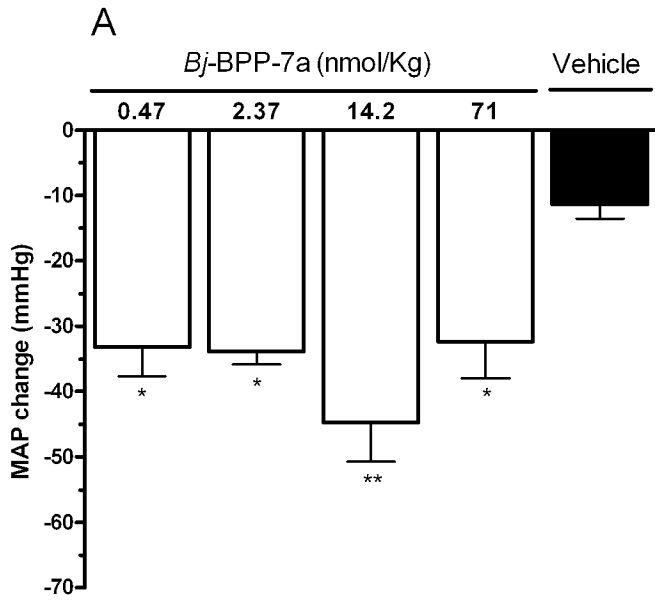 A
Bj-BPP-7a (nmol/Kg)
Vehicle
0.47 2.37 14.2 71
0
-10
-20
-30
-40
-50
-60
-70
MAP change (mmHg)
* * ** *